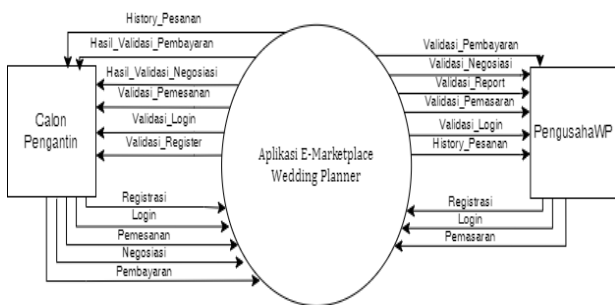 History_Pesanan
Hasil_Validasi_Pembayaran
Hasil_Validasi_Negosiasi
Validasi_Pemesanan
Validasi_Login
Validasi_Register
Calon
Pengantin
Registrasi
Login
Pemesanan
Negosiasi
Pembayaran
Aplikasi E-Marketplace
Wedding Planner
Validasi_Pembayaran
Validasi_Negosiasi
Validasi_Report
Validasi_Pemasaran
Validasi_Login
History_Pesanan
PengusahaWP
Registrasi
Login
Pemasaran